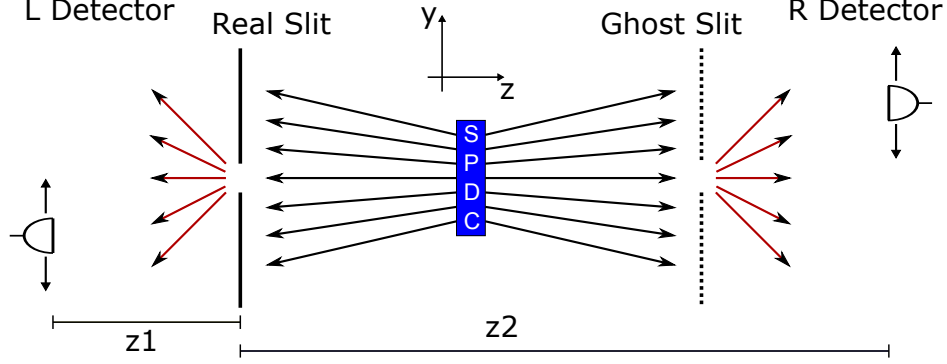 L Detector
Real Slit
y
Ghost Slit
R Detector
z
S
P
D
C
z1
z2